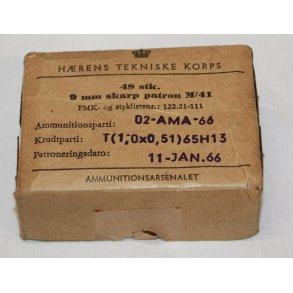 HÆRENS TEKNISKE KORPS
48 stk.
9 mm skarp patron M/41
FMK- og styklistenr.: 122.21-111
Ammunitionsparti: 02-AMA-66
Krudtparti: T(1,0x0,51)65H13
Patroneringsdato: 11-JAN.66
AMMUNITIONSARSENALET